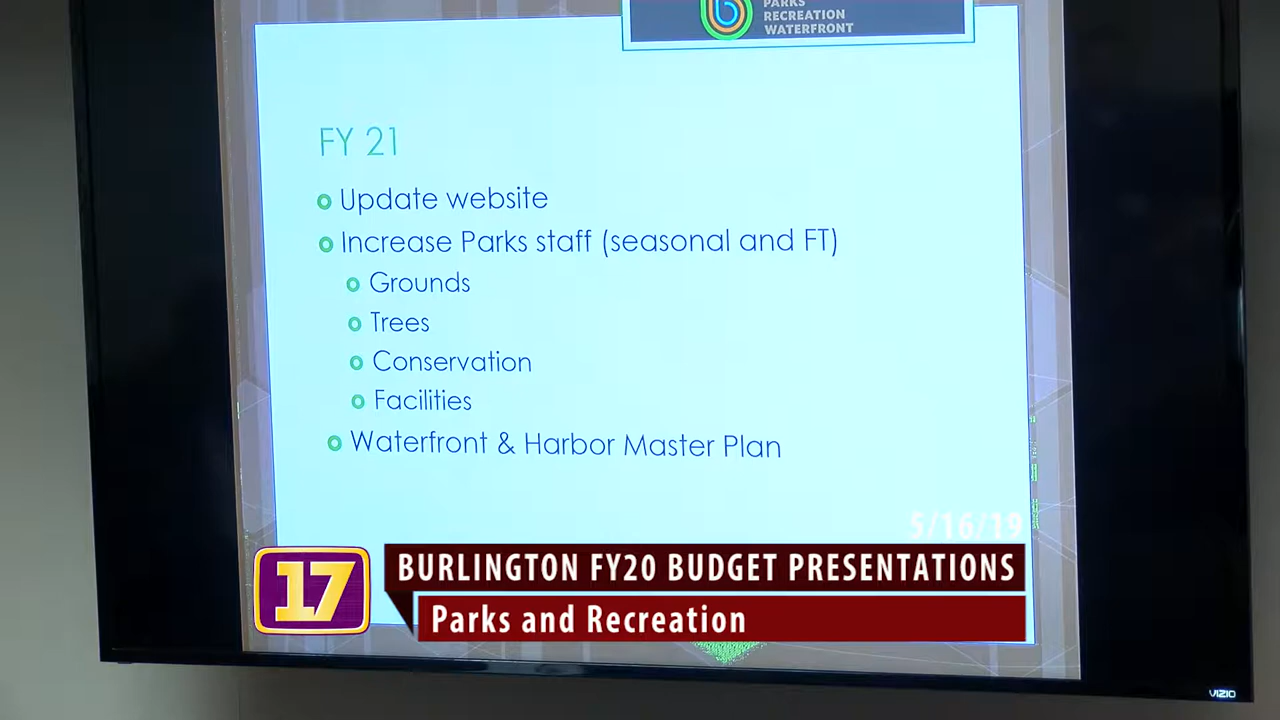 PARKS
RECREATION
WATERFRONT
FY 21
Update website
Increase Parks staff (seasonal and FT)
Grounds
Trees
Conservation
Facilities
Waterfront & Harbor Master Plan
5/16/19
17
BURLINGTON FY20 BUDGET PRESENTATIONS
Parks and Recreation
VIZIO